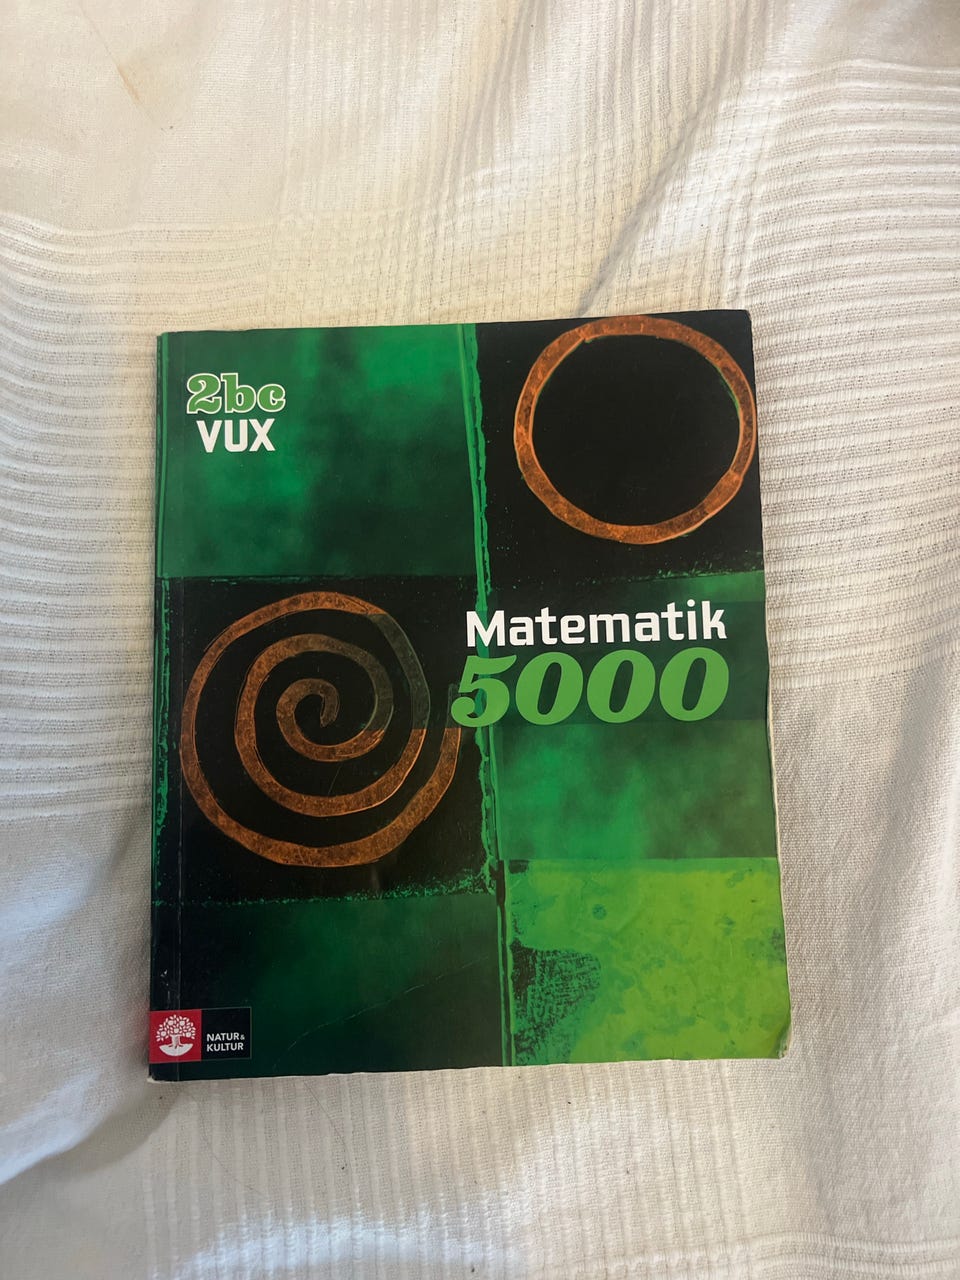 2bc
VUX
Matematik
5000
NATUR&
KULTUR